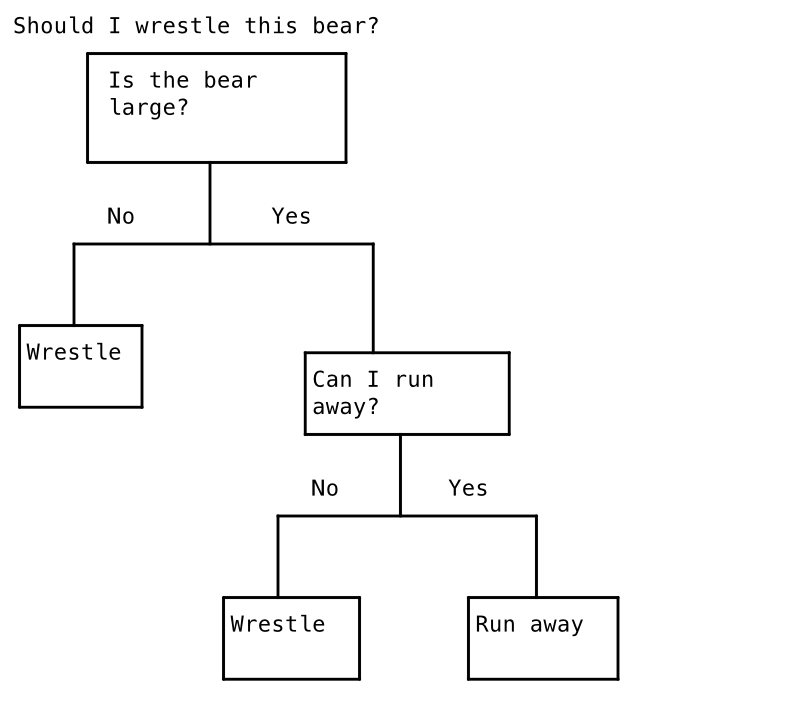 Should I wrestle this bear?
Is the bear
large?
No
Yes
Wrestle
Can I run
away?
No
Yes
Wrestle
Run away